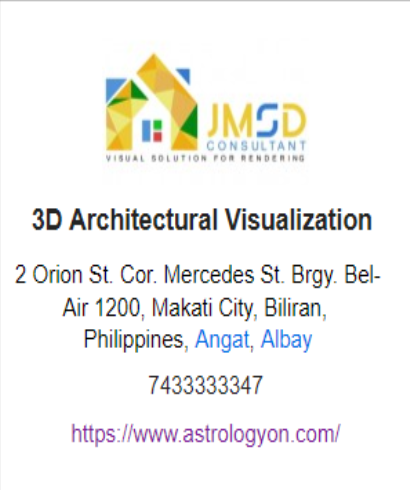 JMSD
CONSULTANT
VISUAL SOLUTION FOR RENDERING
3D Architectural Visualization
2 Orion St. Cor. Mercedes St. Brgy. Bel-
Air 1200, Makati City, Biliran,
Philippines, Angat, Albay
7433333347
https://www.astrologyon.com/